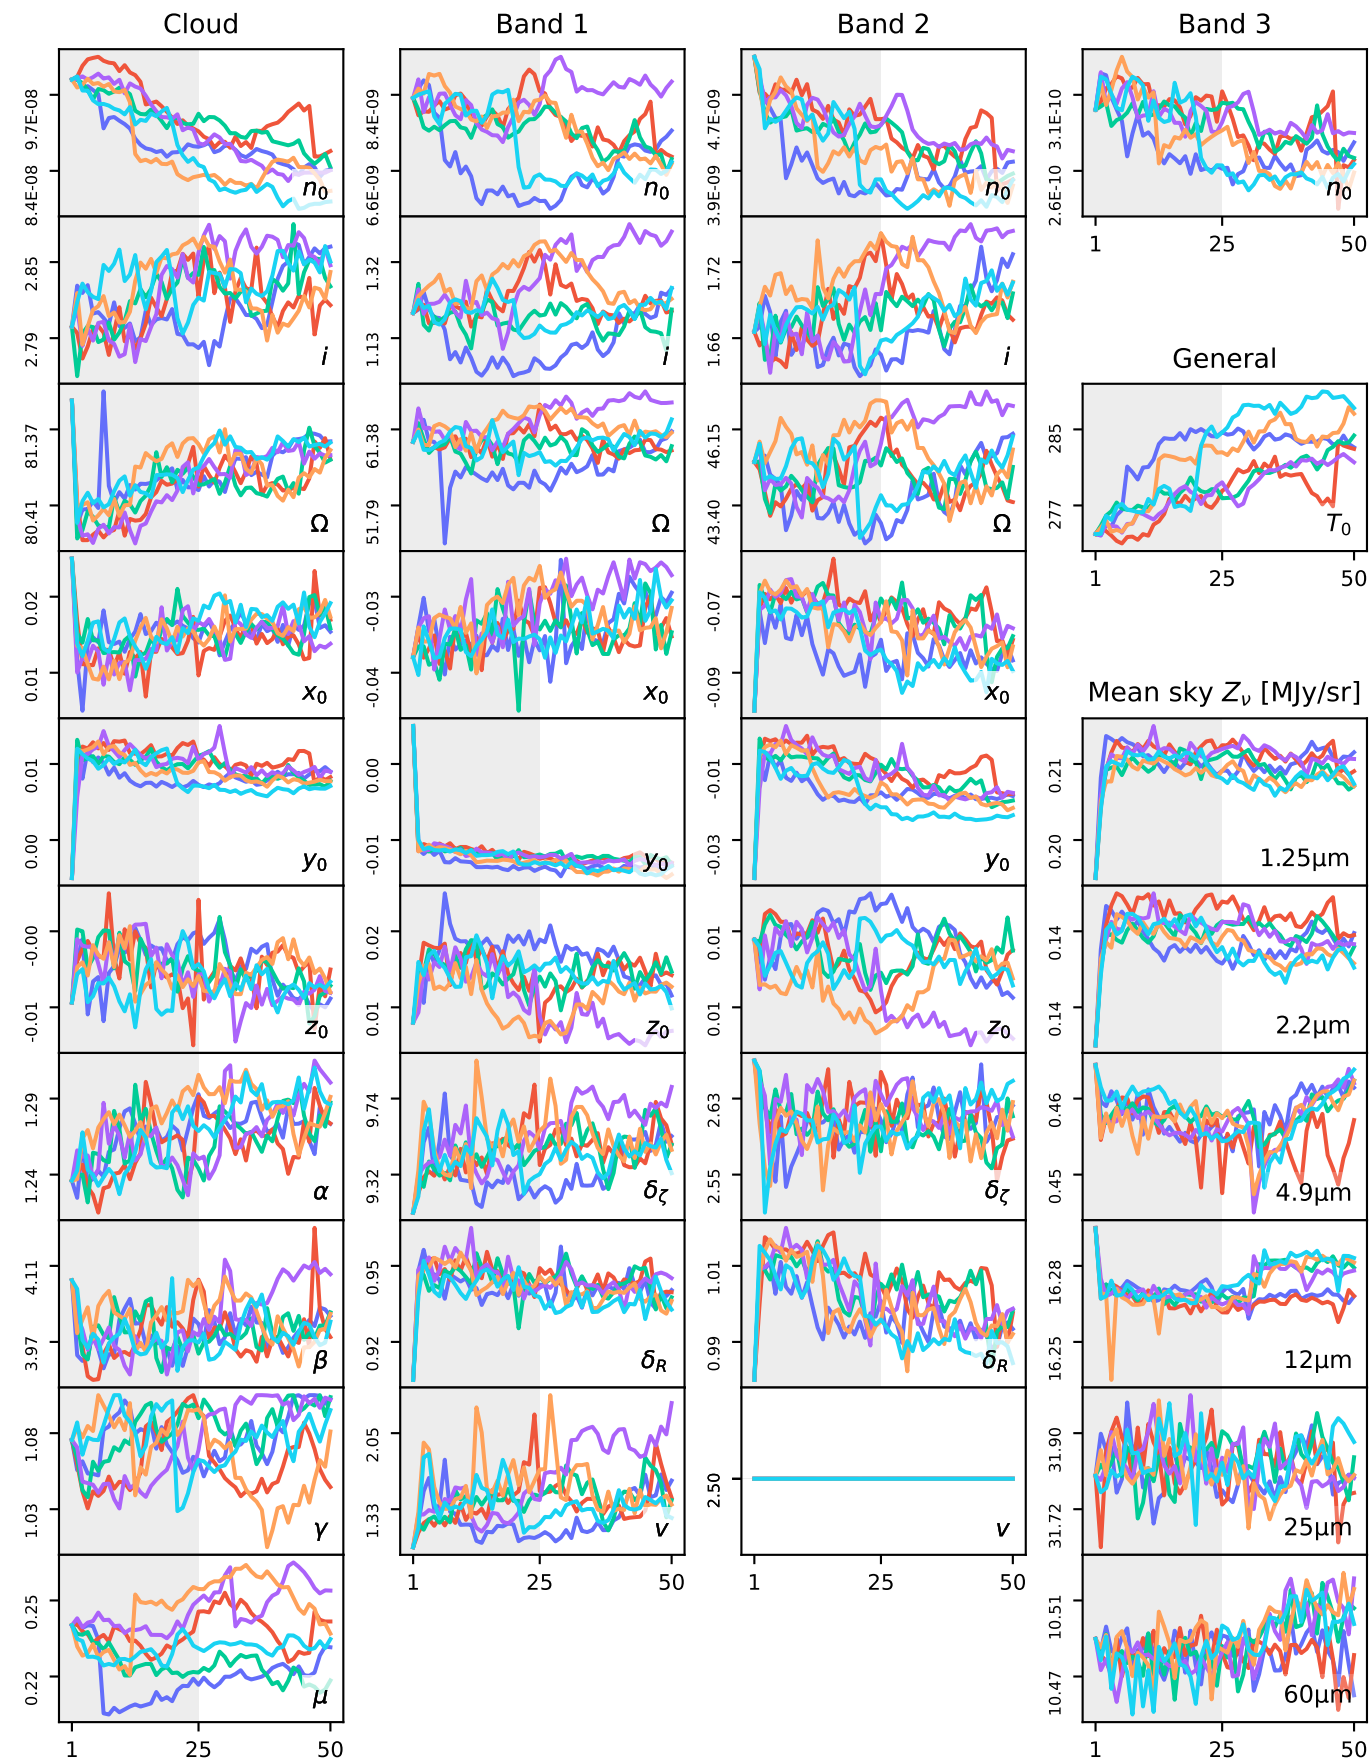 Cloud
Band 1
Band 2
Band 3
9.7E-08
8.4E-08
n0
8.4E-09
6.6E-09
n0
4.7E-09
3.9E-09
n0
3.1E-10
2.6E-10
n0
1 25 50
2.85
2.79
i
1.32
1.13
i
1.72
1.66
i
General
81.37
80.41
Ω
61.38
51.79
Ω
46.15
43.40
Ω
285
277
T0
1 25 50
0.02
0.01
x0
-0.03
-0.04
x0
-0.07
-0.09
x0
Mean sky Zν [MJy/sr]
0.01
0.00
y0
0.00
-0.01
y0
-0.01
-0.03
y0
0.21
0.20
1.25μm
-0.00
-0.01
z0
0.02
0.01
z0
0.01
0.01
z0
0.14
0.14
2.2μm
1.29
1.24
α
9.74
9.32
δζ
2.63
2.55
δζ
0.46
0.45
4.9μm
4.11
3.97
β
0.95
0.92
δR
1.01
0.99
δR
16.28
16.25
12μm
1.08
1.03
γ
2.05
1.33
v
1 25 50
2.50
v
1 25 50
31.90
31.72
25μm
0.25
0.22
μ
1 25 50
10.51
10.47
60μm
1 25 50